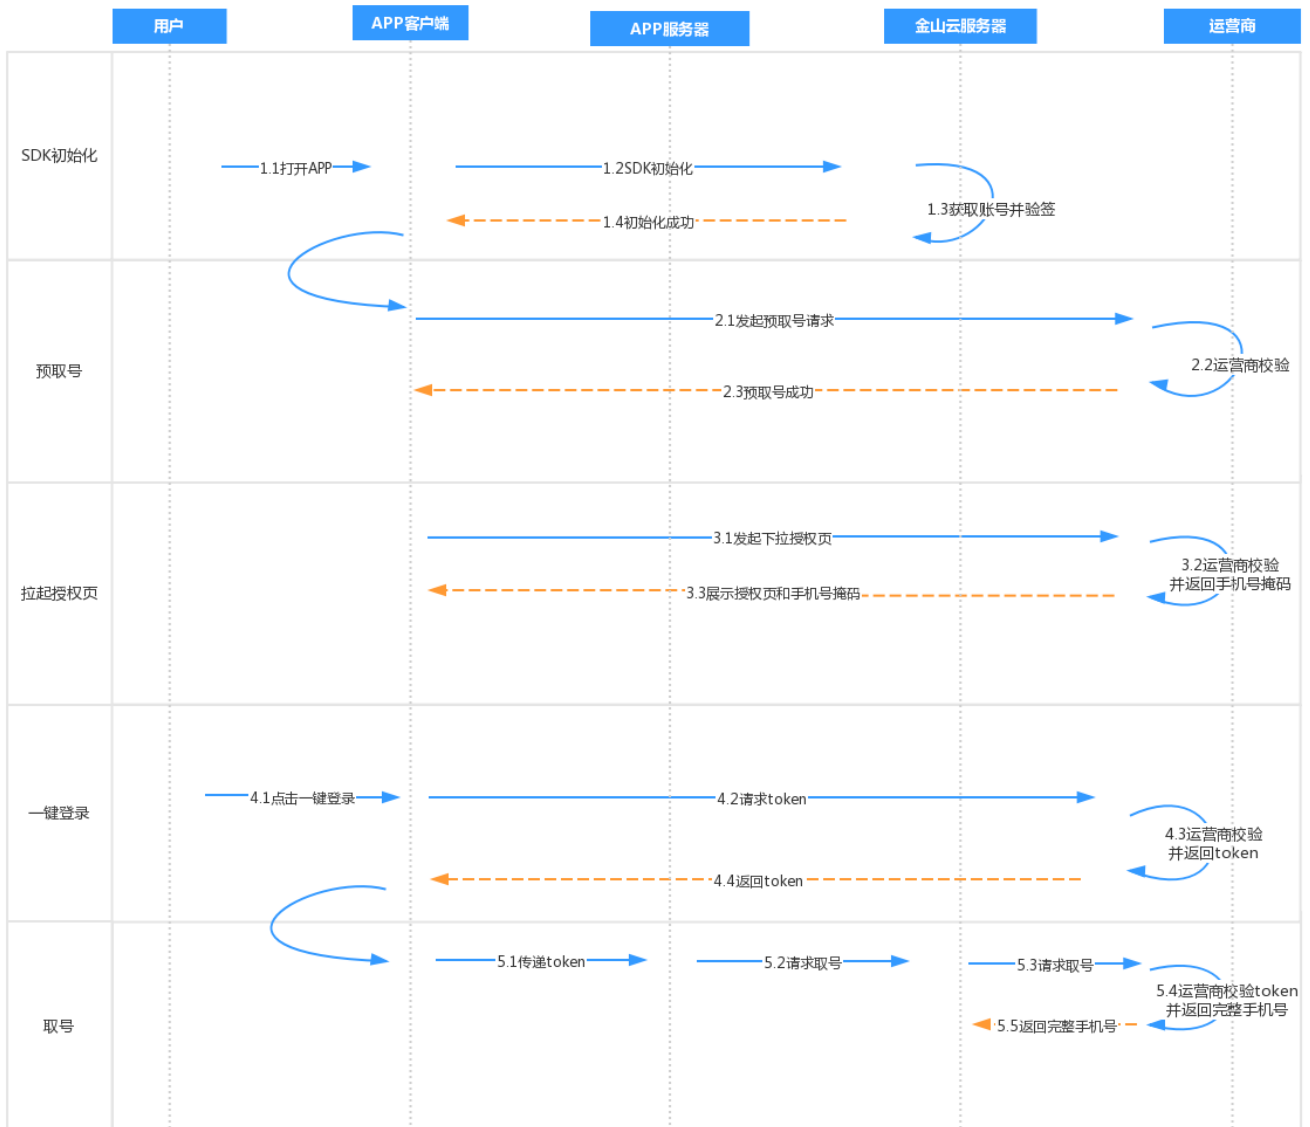 用户
APP客户端
APP服务器
金山云服务器
运营商
SDK初始化
1.1打开APP
1.2SDK初始化
1.3获取账号并验签
1.4初始化成功
预取号
2.1发起预取号请求
2.2运营商校验
2.3预取号成功
拉起授权页
3.1发起下拉授权页
3.2运营商校验
并返回手机号掩码
3.3展示授权页和手机号掩码
一键登录
4.1点击一键登录
4.2请求token
4.3运营商校验
并返回token
4.4返回token
取号
5.1传递token
5.2请求取号
5.3请求取号
5.4运营商校验token
并返回完整手机号
5.5返回完整手机号